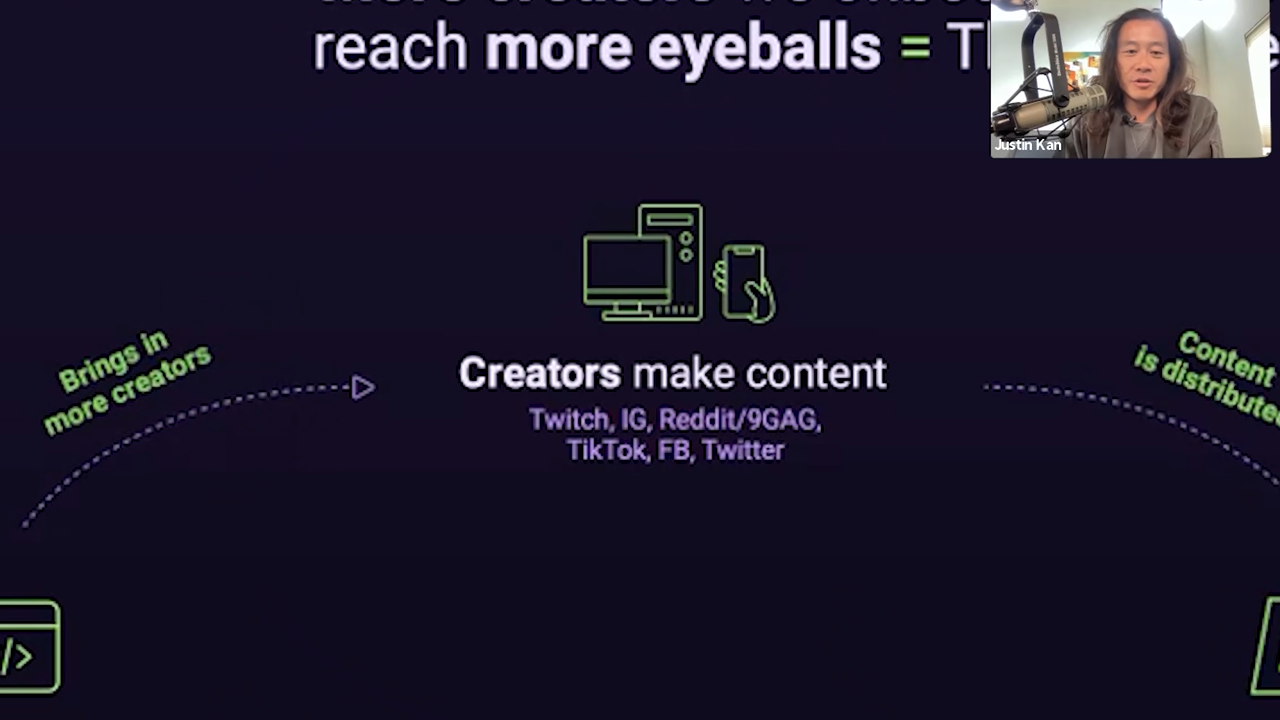 reach more eyeballs =
Justin Kan
Brings in
more creators
Content
Creators make content
Twitch, IG, Reddit/9GAG,
TikTok, FB, Twitter
/>